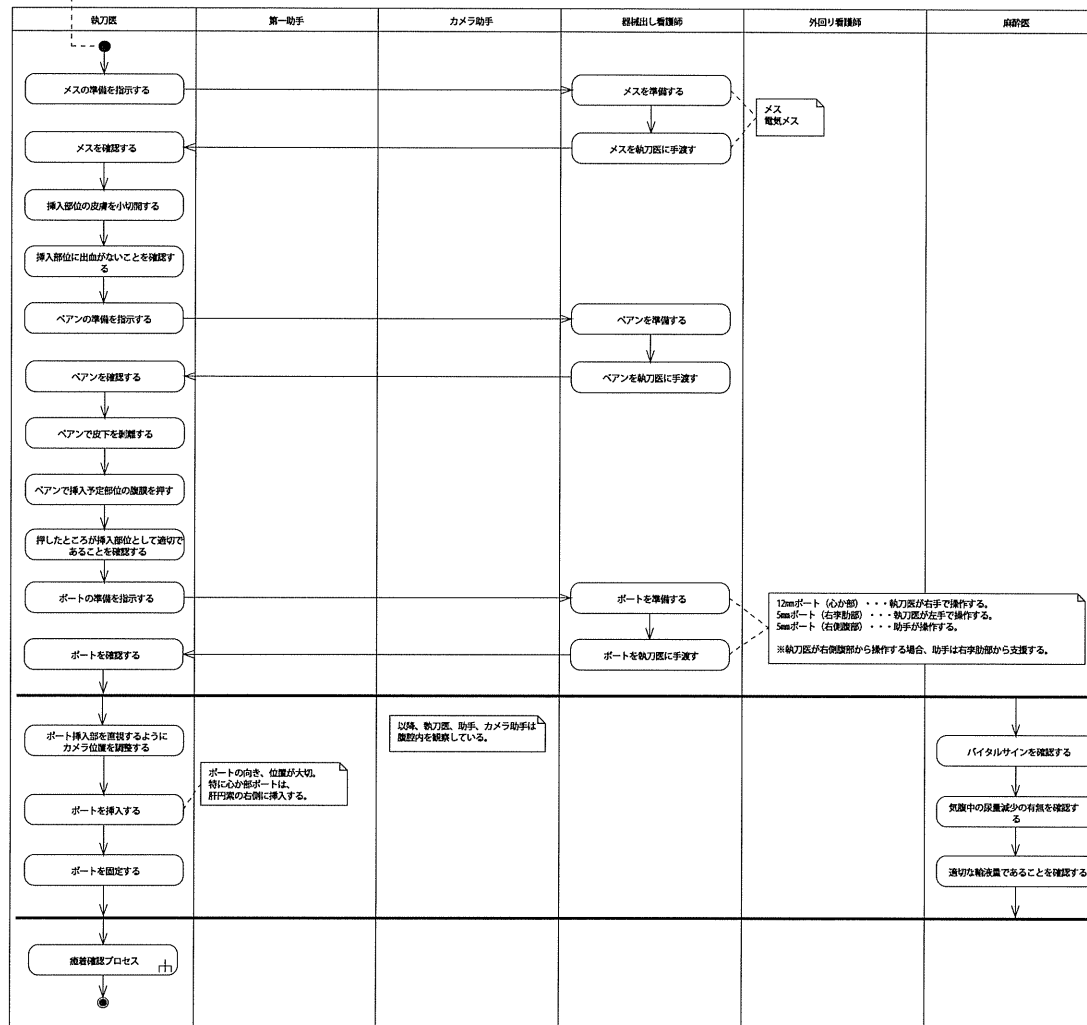 執刀医
第一助手
カメラ助手
器械出し看護師
外回り看護師
麻酔医
メスの準備を指示する
メスを準備する
メス
電気メス
メスを確認する
メスを執刀医に手渡す
挿入部位の皮膚を小切開する
挿入部位に出血がないことを確認す
る
ペアンの準備を指示する
ペアンを準備する
ペアンを確認する
ペアンを執刀医に手渡す
ペアンで皮下を剥離する
ペアンで挿入予定部位の腹膜を押す
押したところが挿入部位として適切で
あることを確認する
ポートの準備を指示する
ポートを準備する
12mmポート（心か部）・・・執刀医が右手で操作する。
5mmポート（右季肋部）・・・執刀医が左手で操作する。
5mmポート（右側腹部）・・・助手が操作する。
※執刀医が右側腹部から操作する場合、助手は右季肋部から支援する。
ポートを確認する
ポートを執刀医に手渡す
ポート挿入部を直視するように
カメラ位置を調整する
以降、執刀医、助手、カメラ助手は
腹腔内を観察している。
バイタルサインを確認する
ポートの向き、位置が大切。
特に心か部ポートは、
肝円索の右側に挿入する。
ポートを挿入する
気腹中の尿量減少の有無を確認す
る
ポートを固定する
適切な輸液量であることを確認する
癒着確認プロセス